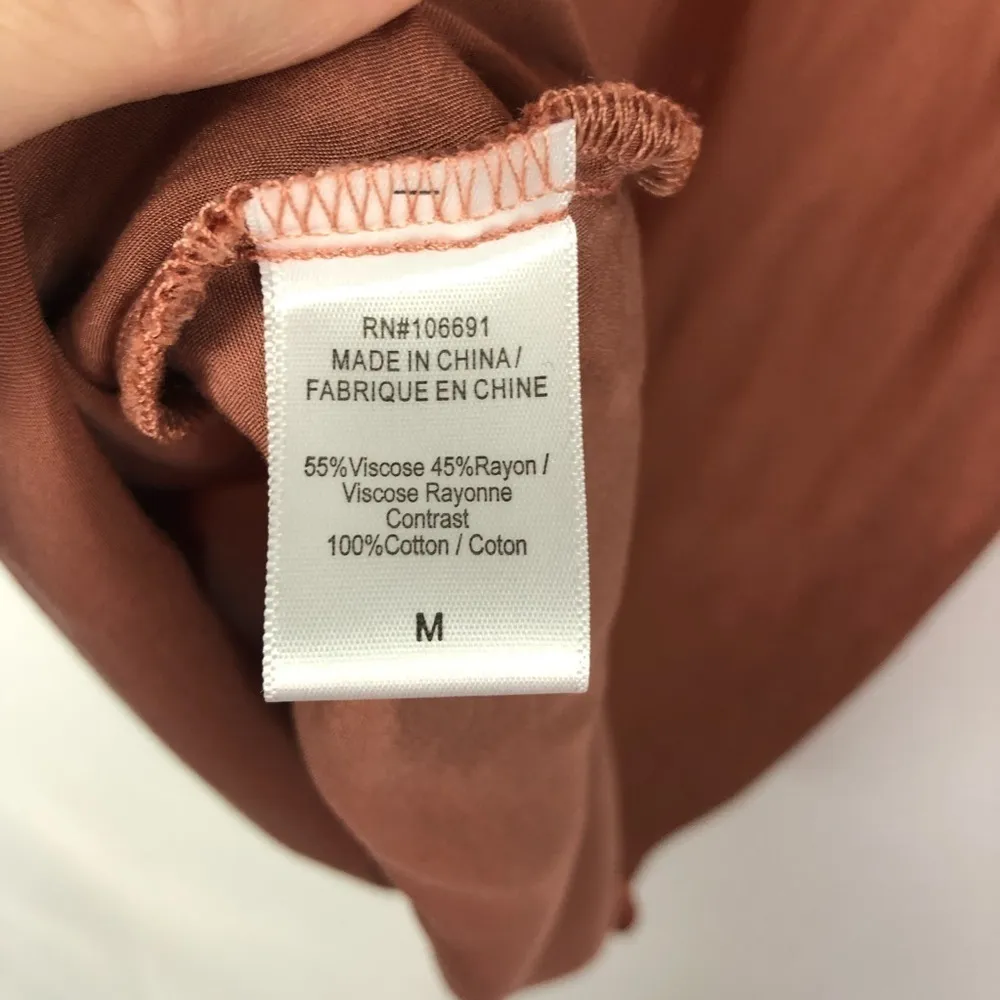 RN#106691
MADE IN CHINA/
FABRIQUE EN CHINE
55%Viscose 45%Rayon /
Viscose Rayonne
Contrast
100%Cotton / Coton
M